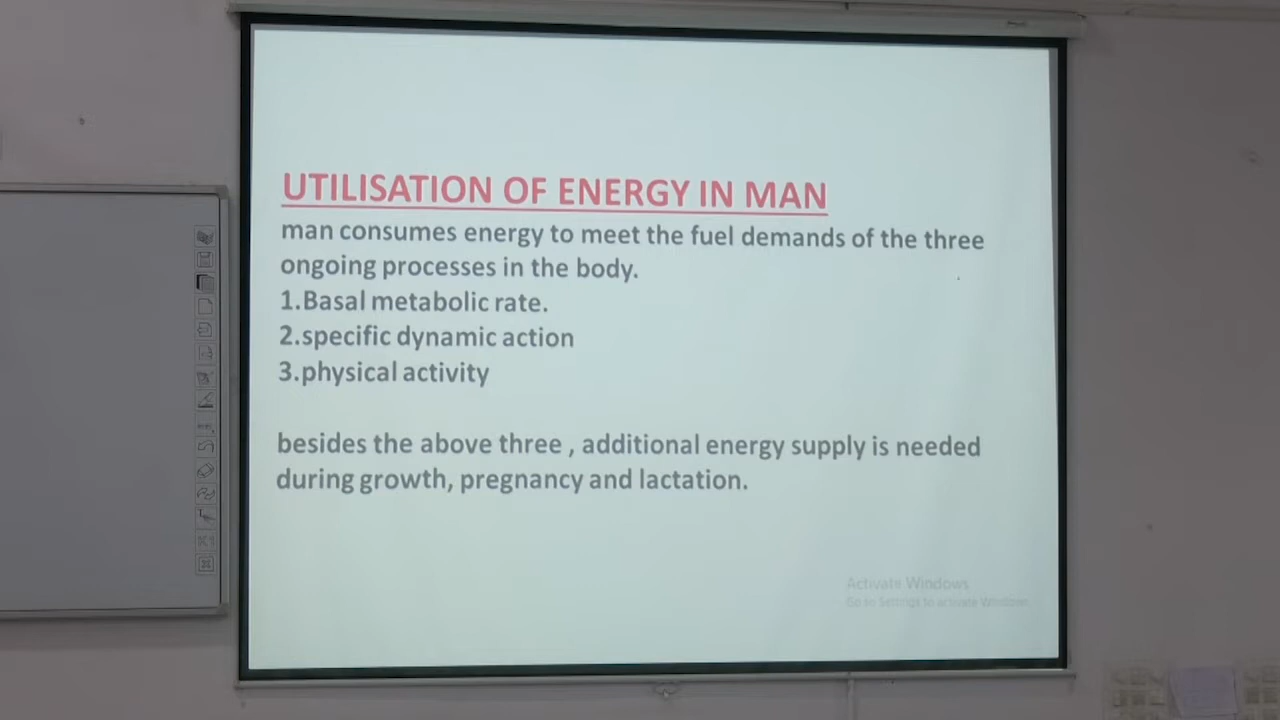 UTILISATION OF ENERGY IN MAN
man consumes energy to meet the fuel demands of the three
ongoing processes in the body.
1.Basal metabolic rate.
2.specific dynamic action
3.physical activity
besides the above three , additional energy supply is needed
during growth, pregnancy and lactation.
Activate Windows
Go to Settings to activate Windows.